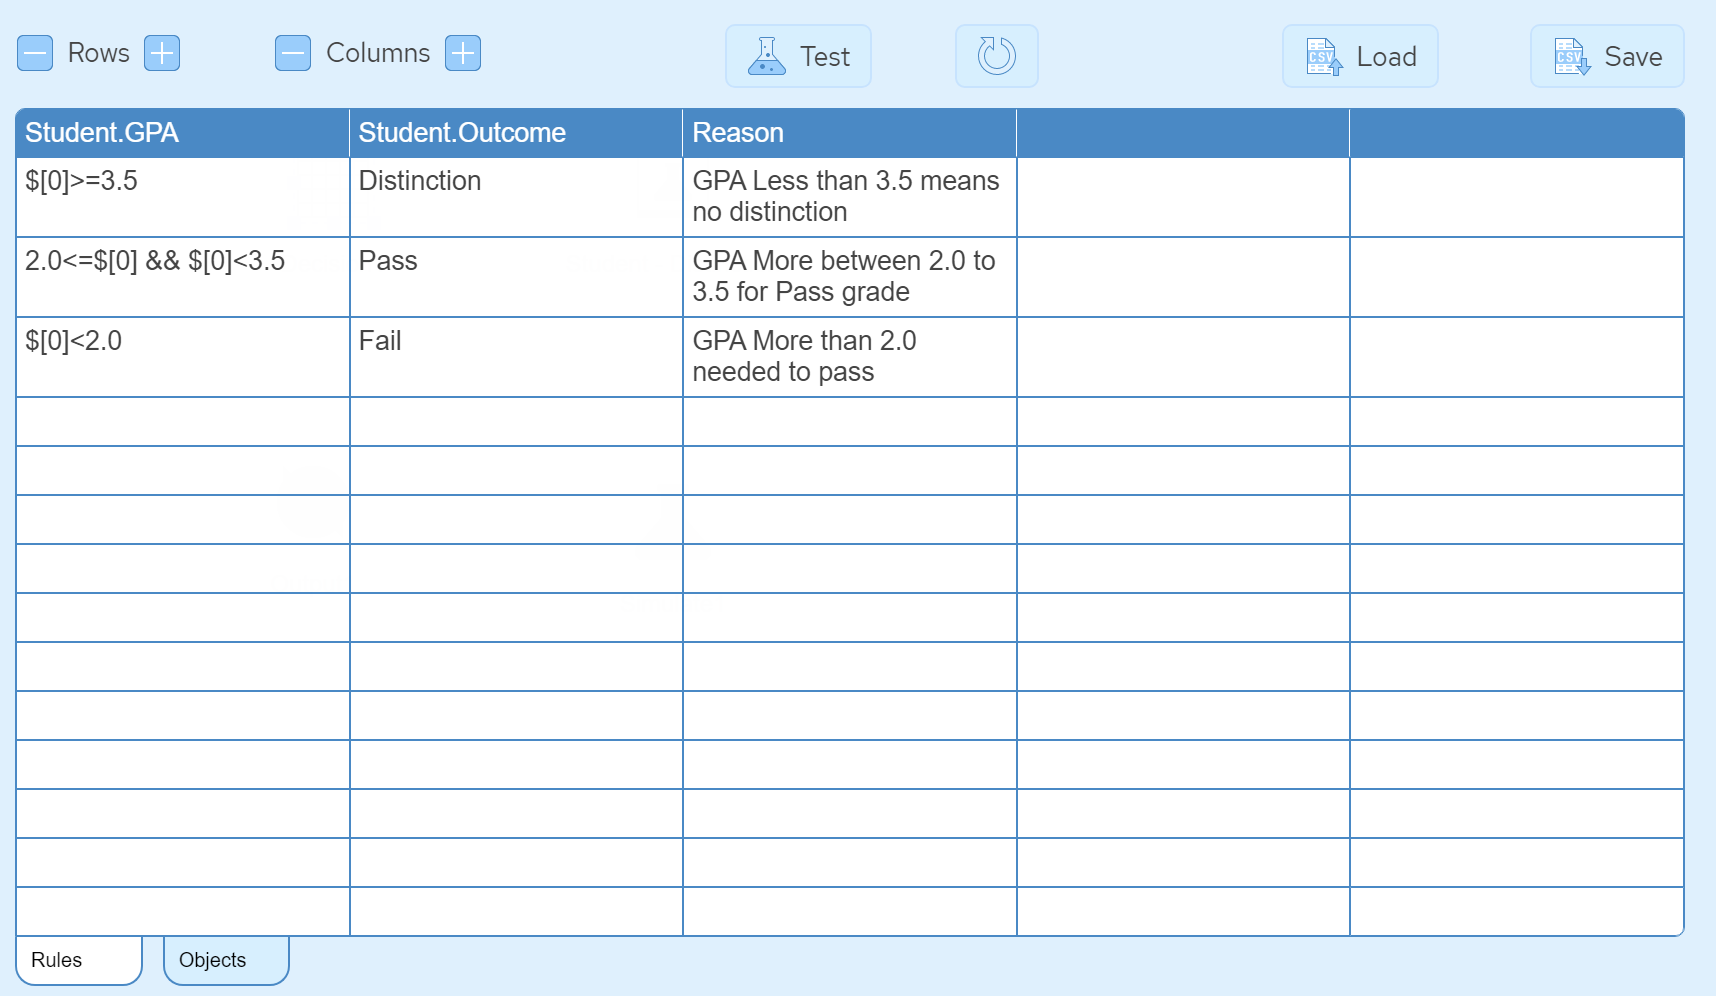 Rows Columns Test CSV Load CSV Save
Student.GPA Student.Outcome Reason
$[0]>=3.5 Distinction GPA Less than 3.5 means
no distinction
2.0<=$[0] && $[0]<3.5 Pass GPA More between 2.0 to
3.5 for Pass grade
$[0]<2.0 Fail GPA More than 2.0
needed to pass
Rules Objects